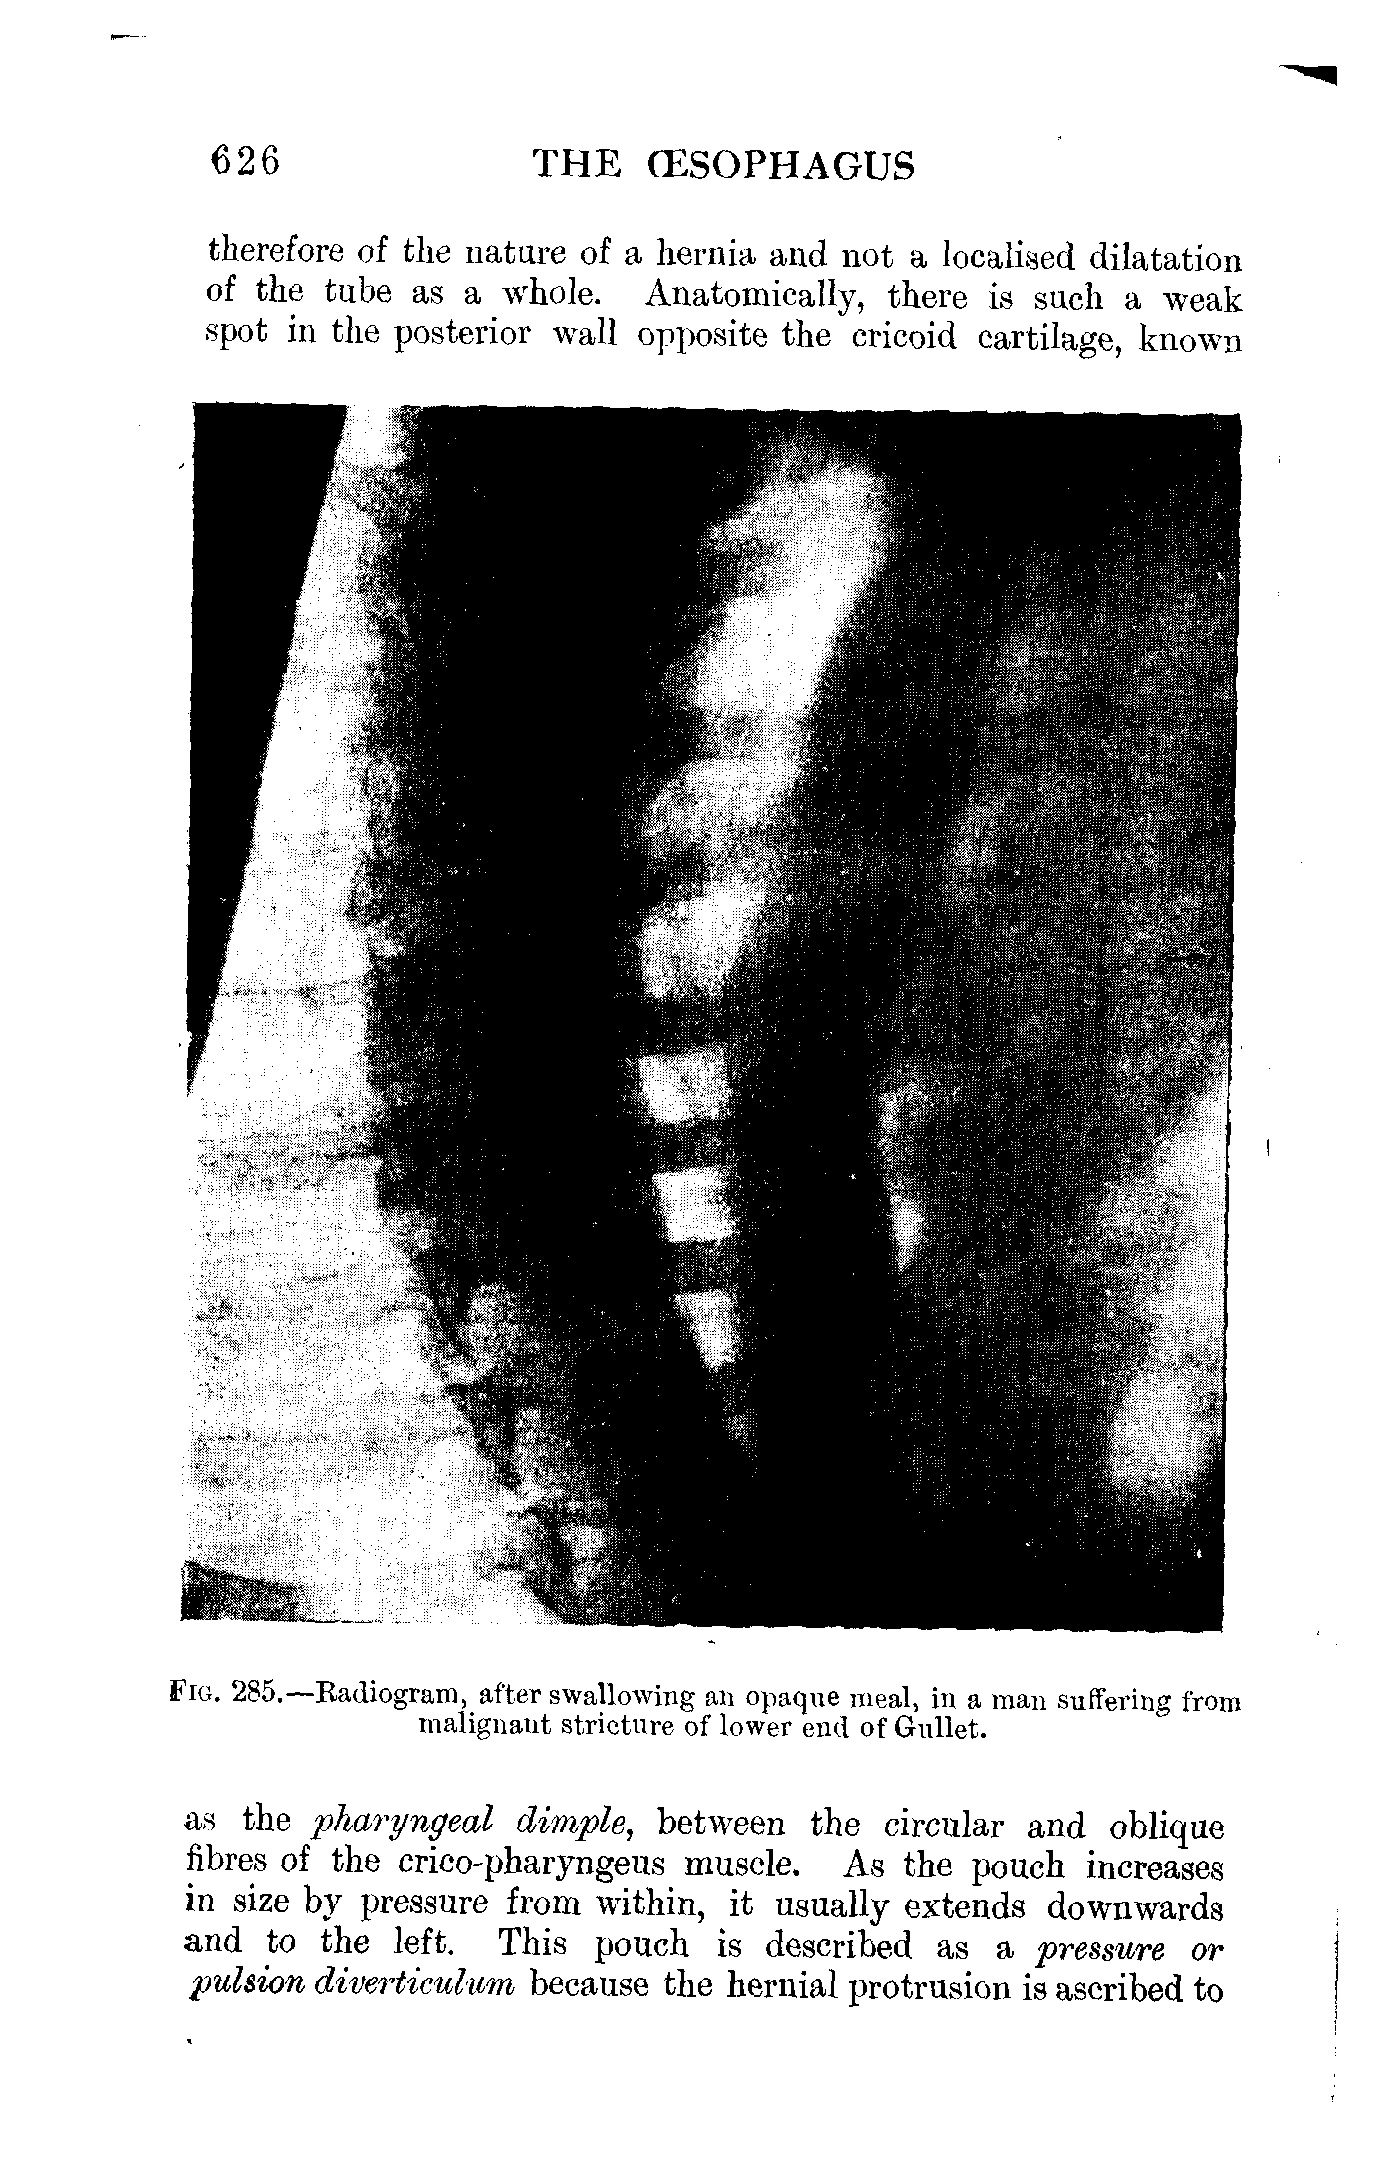 626 THE ŒSOPHAGUS
therefore of the nature of a hernia and not a localised dilatation
of the tube as a whole. Anatomically, there is such a weak
spot in the posterior wall opposite the cricoid cartilage, known
FIG. 285.—Radiogram, after swallowing an opaque meal, in a man suffering from
malignant stricture of lower end of Gullet.
as the pharyngeal dimple, between the circular and oblique
fibres of the crico-pharyngeus muscle. As the pouch increases
in size by pressure from within, it usually extends downwards
and to the left. This pouch is described as a pressure or
pulsion diverticulum because the hernial protrusion is ascribed to